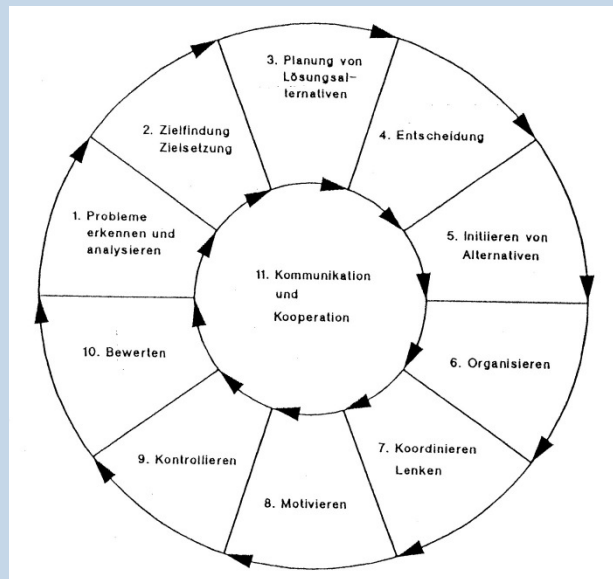 3. Planung von
Lösungsal-
ternativen
2. Zielfindung
Zielsetzung
4. Entscheidung
1. Probleme
erkennen und
analysieren
5. Initiieren von
Alternativen
11. Kommunikation
und
Kooperation
10. Bewerten
6. Organisieren
9. Kontrollieren
7. Koordinieren
Lenken
8. Motivieren